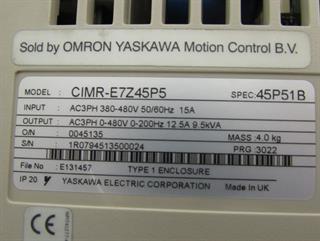 Sold by OMRON YASKAWA Motion Control B.V.
MODEL : CIMR-E7Z45P5 SPEC: 45P51B
INPUT : AC3PH 380-480V 50/60Hz 15A
OUTPUT : AC3PH 0-480V 0-200Hz 12.5A 9.5kVA
O/N : 0045135 MASS : 4.0 kg
S/N : 1R0794513500024 PRG : 3022
File No : E131457 TYPE 1 ENCLOSURE
IP 20 YASKAWA ELECTRIC CORPORATION Made In UK
CE